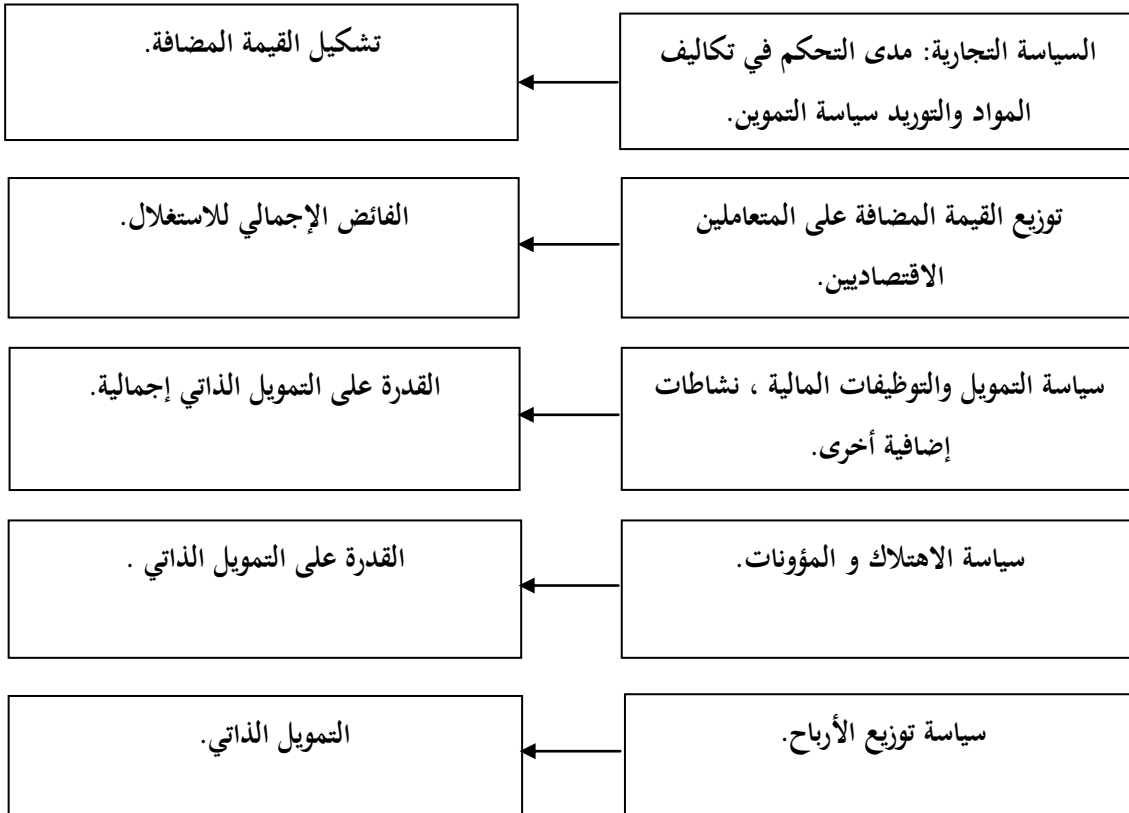 السياسة التجارية: مدى التحكم في تكاليف
المواد والتوريد سياسة التموين.
تشكيل القيمة المضافة.
توزيع القيمة المضافة على المتعاملين
الاقتصاديين.
الفائض الإجمالي للاستغلال.
سياسة التمويل والتوظيفات المالية ، نشاطات
إضافية أخرى.
القدرة على التمويل الذاتي إجمالية.
سياسة الاهتلاك و المؤونات.
القدرة على التمويل الذاتي .
سياسة توزيع الأرباح.
التمويل الذاتي.